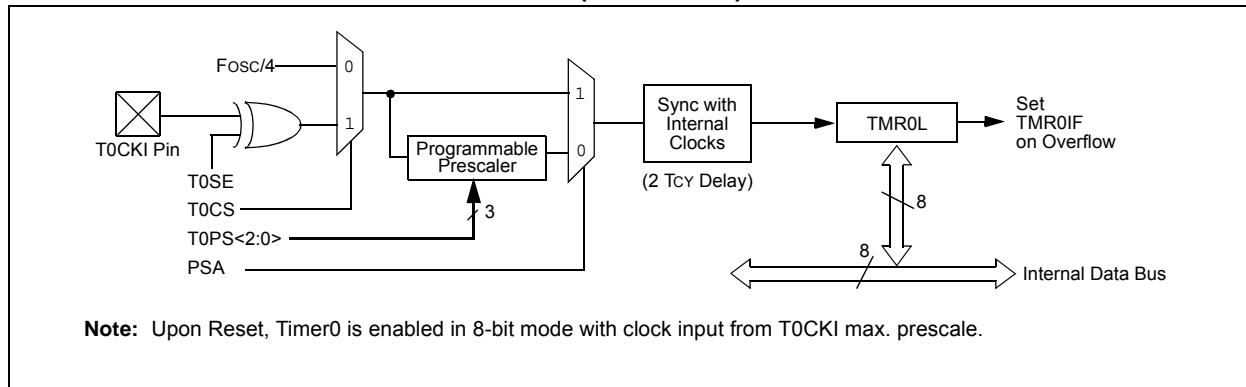 FOSC/4
0
1
T0CKI Pin
T0SE
T0CS
T0PS<2:0>
PSA
Programmable
Prescaler
3
1
0
Sync with
Internal
Clocks
(2 TCY Delay)
TMR0L
Set
TMR0IF
on Overflow
8
8
Internal Data Bus
Note: Upon Reset, Timer0 is enabled in 8-bit mode with clock input from T0CKI max. prescale.